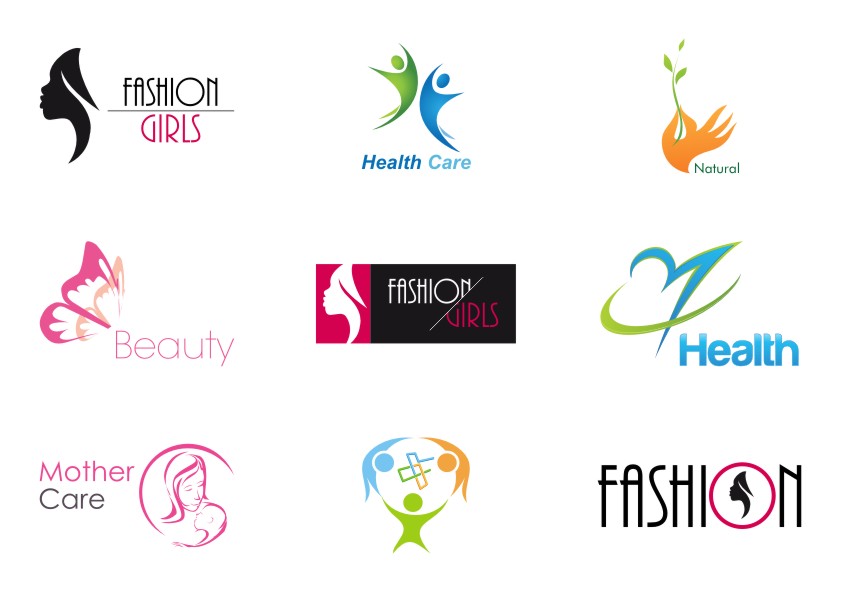 FASHION
GIRLS
Health Care
Natural
Beauty
FASHION
GIRLS
Health
Mother
Care
FASHION